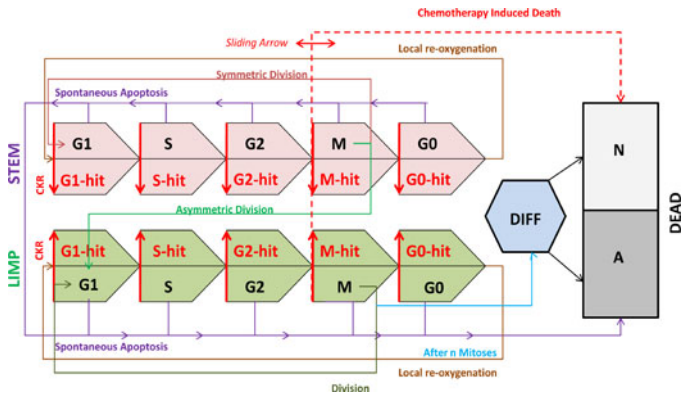 Chemotherapy Induced Death
Sliding Arrow
Local re-oxygenation
Symmetric Division
Spontaneous Apoptosis
STEM
G1 S G2 M G0
CKR
G1-hit S-hit G2-hit M-hit G0-hit
Asymmetric Division
LIMP
CKR
G1-hit S-hit G2-hit M-hit G0-hit
G1 S G2 M G0
Spontaneous Apoptosis
After n Mitoses
Local re-oxygenation
Division
DIFF
N
A
DEAD